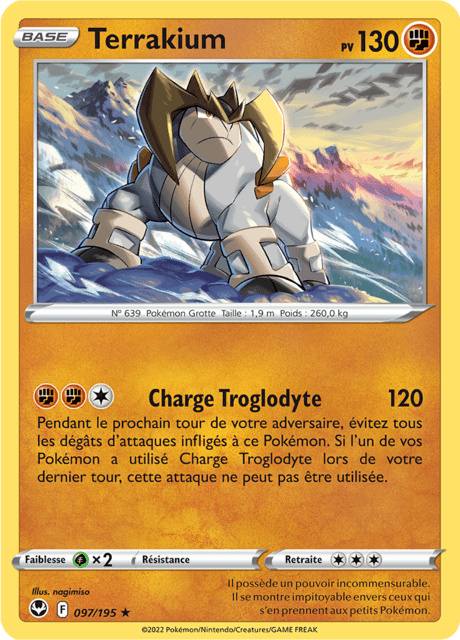 BASE Terrakium PV 130
N° 639 Pokémon Grotte Taille : 1,9 m Poids : 260,0 kg
Charge Troglodyte 120
Pendant le prochain tour de votre adversaire, évitez tous
les dégâts d'attaques infligés à ce Pokémon. Si l'un de vos
Pokémon a utilisé Charge Troglodyte lors de votre
dernier tour, cette attaque ne peut pas être utilisée.
Faiblesse ×2 Résistance Retraite
Illus. nagimiso
F 097/195 ★
Il possède un pouvoir incommensurable.
Il se montre impitoyable envers ceux qui
s'en prennent aux petits Pokémon.
©2022 Pokémon/Nintendo/Creatures/GAME FREAK